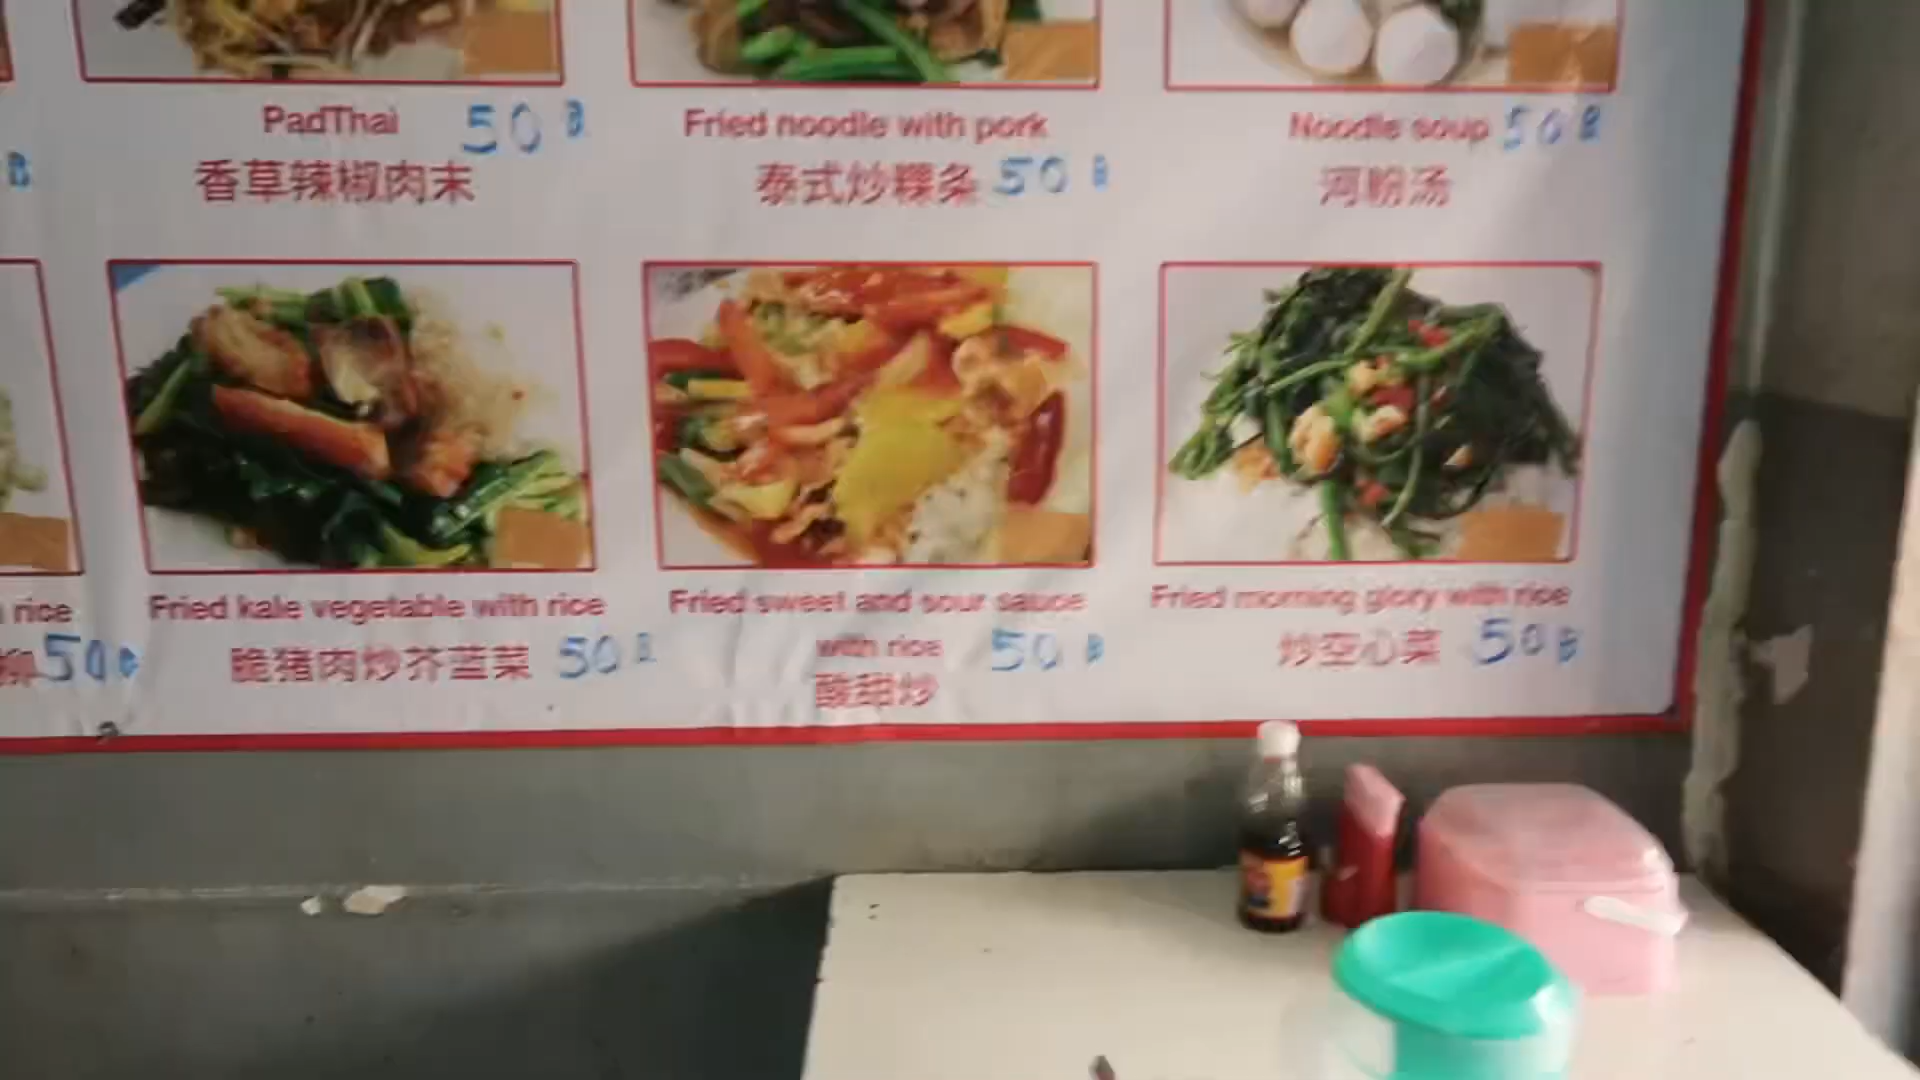 PadThai 50 B
香草辣椒肉末
Fried noodle with pork
泰式炒粿条 50 B
Noodle soup 50 B
河粉汤
B
rice
柳 50 B
Fried kale vegetable with rice
脆猪肉炒芥蓝菜 50 B
Fried sweet and sour sauce
with rice 50 B
酸甜炒
Fried morning glory with rice
炒空心菜 50 B